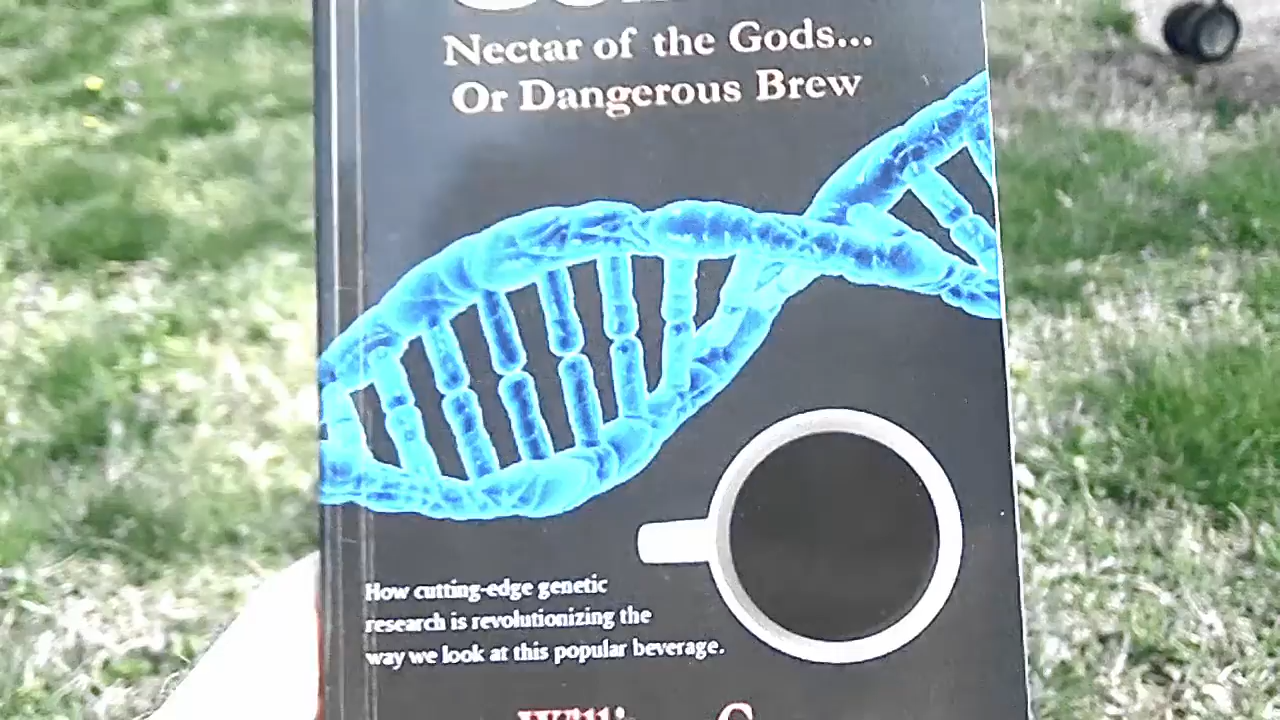 Nectar of the Gods...
Or Dangerous Brew
How cutting-edge genetic
research is revolutionizing the
way we look at this popular beverage.